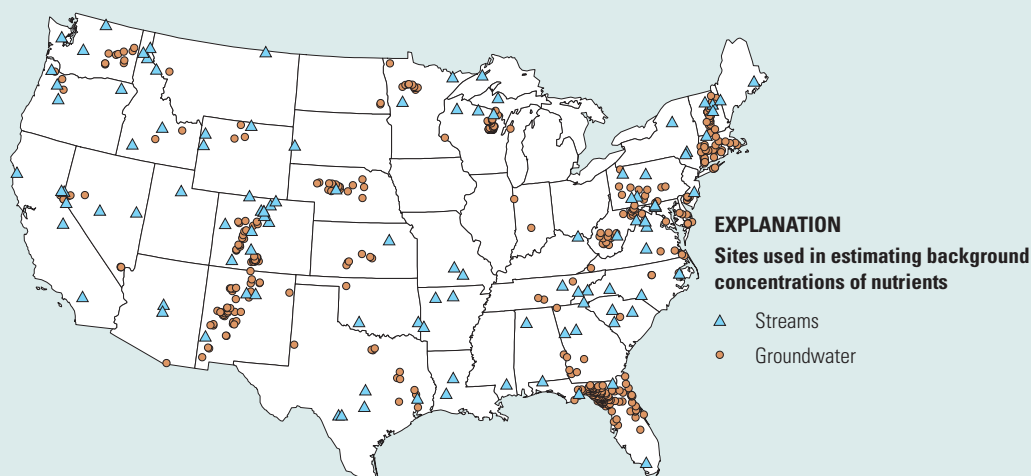 EXPLANATION
Sites used in estimating background
concentrations of nutrients
Streams
Groundwater